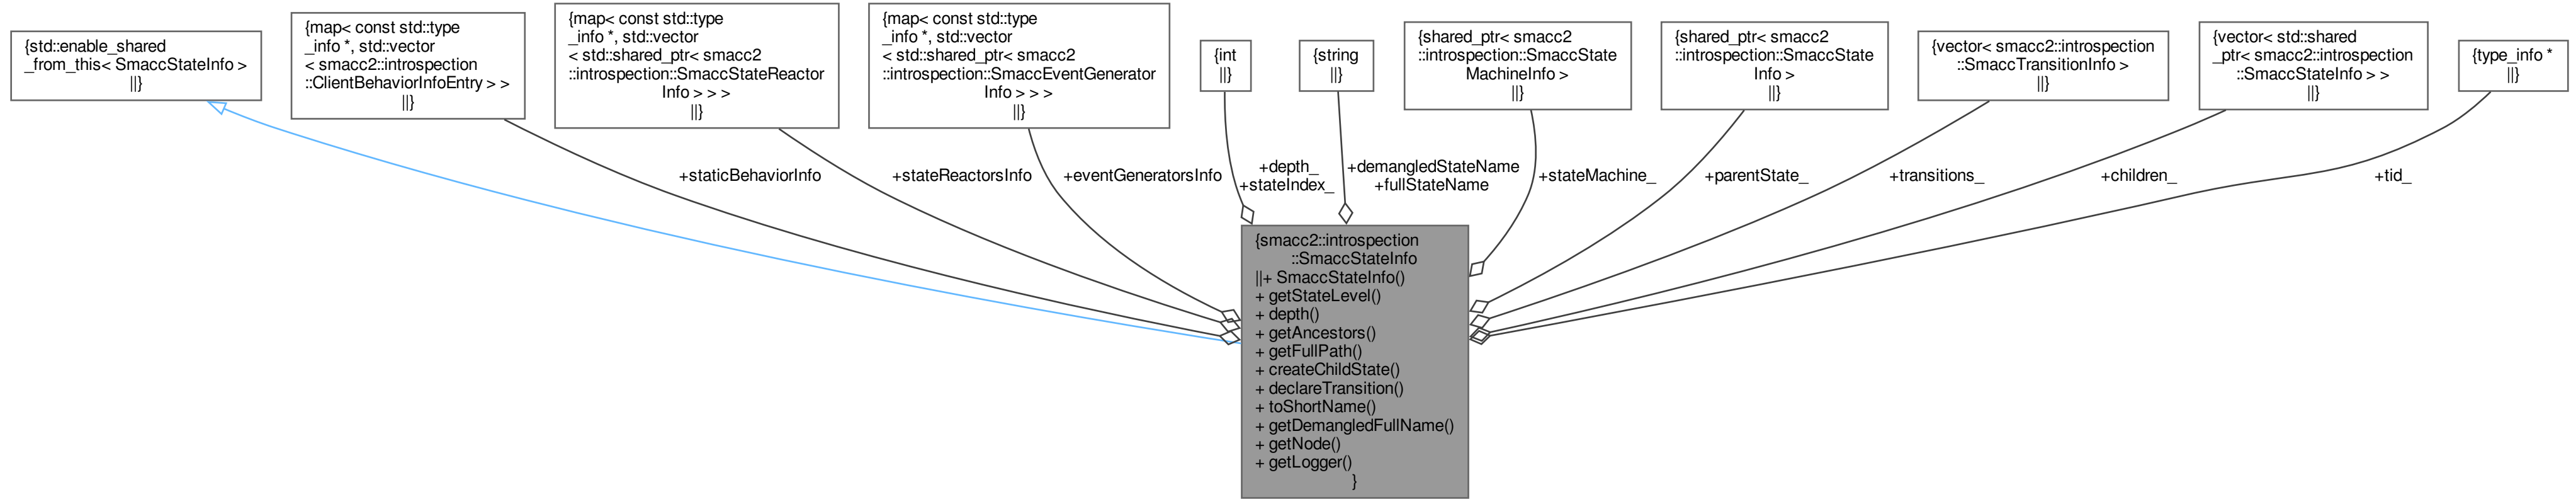 {std::enable_shared
_from_this< SmaccStateInfo >
||}
{map< const std::type
_info *, std::vector
< smacc2::introspection
::ClientBehaviorInfoEntry > >
||}
{map< const std::type
_info *, std::vector
< std::shared_ptr< smacc2
::introspection::SmaccStateReactor
Info > > >
||}
{map< const std::type
_info *, std::vector
< std::shared_ptr< smacc2
::introspection::SmaccEventGenerator
Info > > >
||}
{int
||}
{string
||}
{shared_ptr< smacc2
::introspection::SmaccState
MachineInfo >
||}
{shared_ptr< smacc2
::introspection::SmaccState
Info >
||}
{vector< smacc2::introspection
::SmaccTransitionInfo >
||}
{vector< std::shared
_ptr< smacc2::introspection
::SmaccStateInfo > >
||}
{type_info *
||}
+staticBehaviorInfo
+stateReactorsInfo
+eventGeneratorsInfo
+depth_
+stateIndex_
+demangledStateName
+fullStateName
+stateMachine_
+parentState_
+transitions_
+children_
+tid_
{smacc2::introspection
::SmaccStateInfo
||+ SmaccStateInfo()
+ getStateLevel()
+ depth()
+ getAncestors()
+ getFullPath()
+ createChildState()
+ declareTransition()
+ toShortName()
+ getDemangledFullName()
+ getNode()
+ getLogger()
}